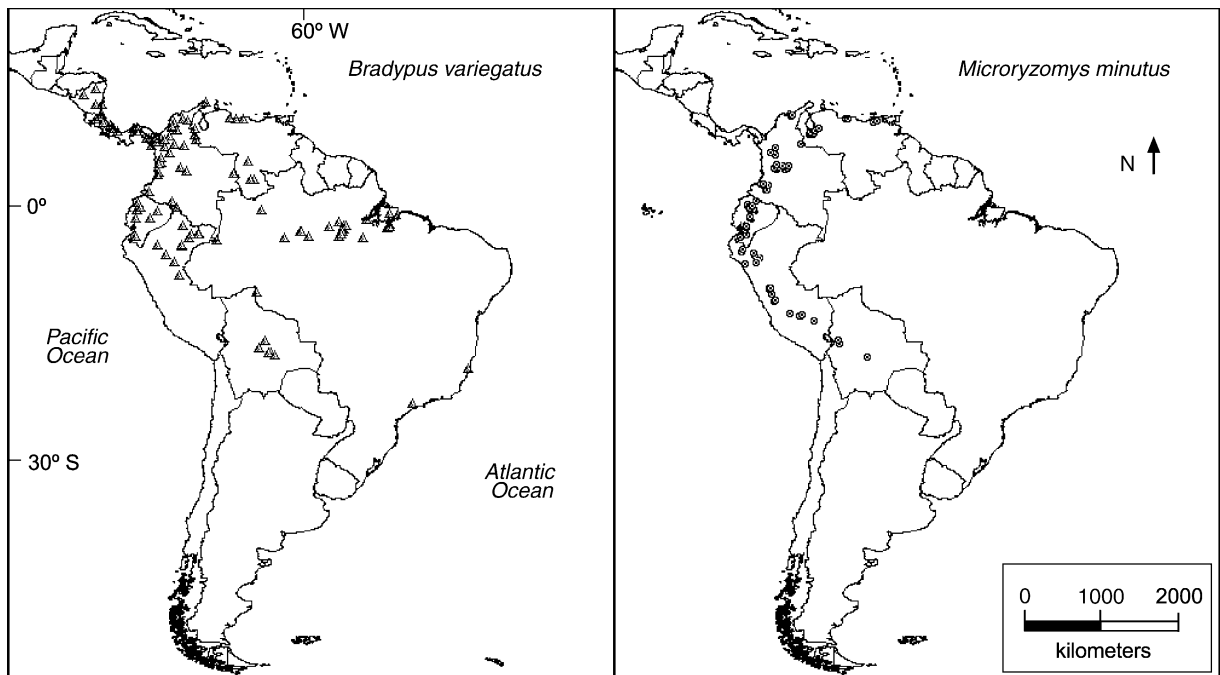 60º W
Bradypus variegatus
0º
Pacific
Ocean
30º S
Atlantic
Ocean
Microryzomys minutus
N
0 1000 2000
kilometers